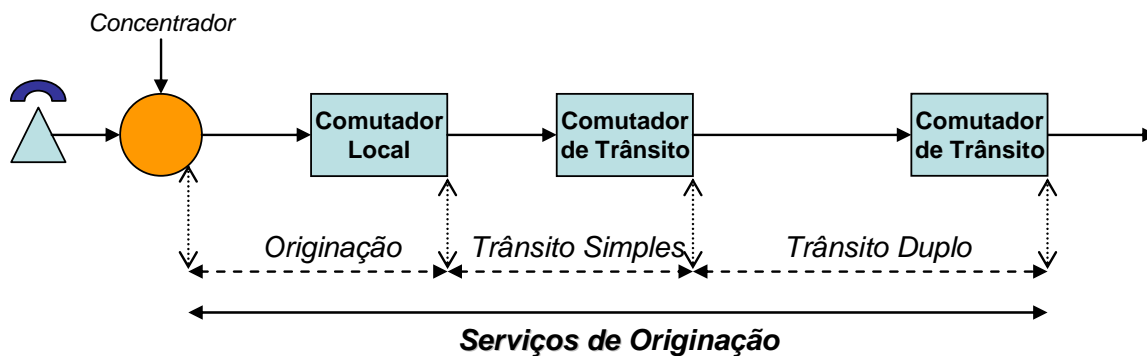 Concentrador
Comutador
Local
Comutador
de Trânsito
Comutador
de Trânsito
Originação
Trânsito Simples
Trânsito Duplo
Serviços de Originação